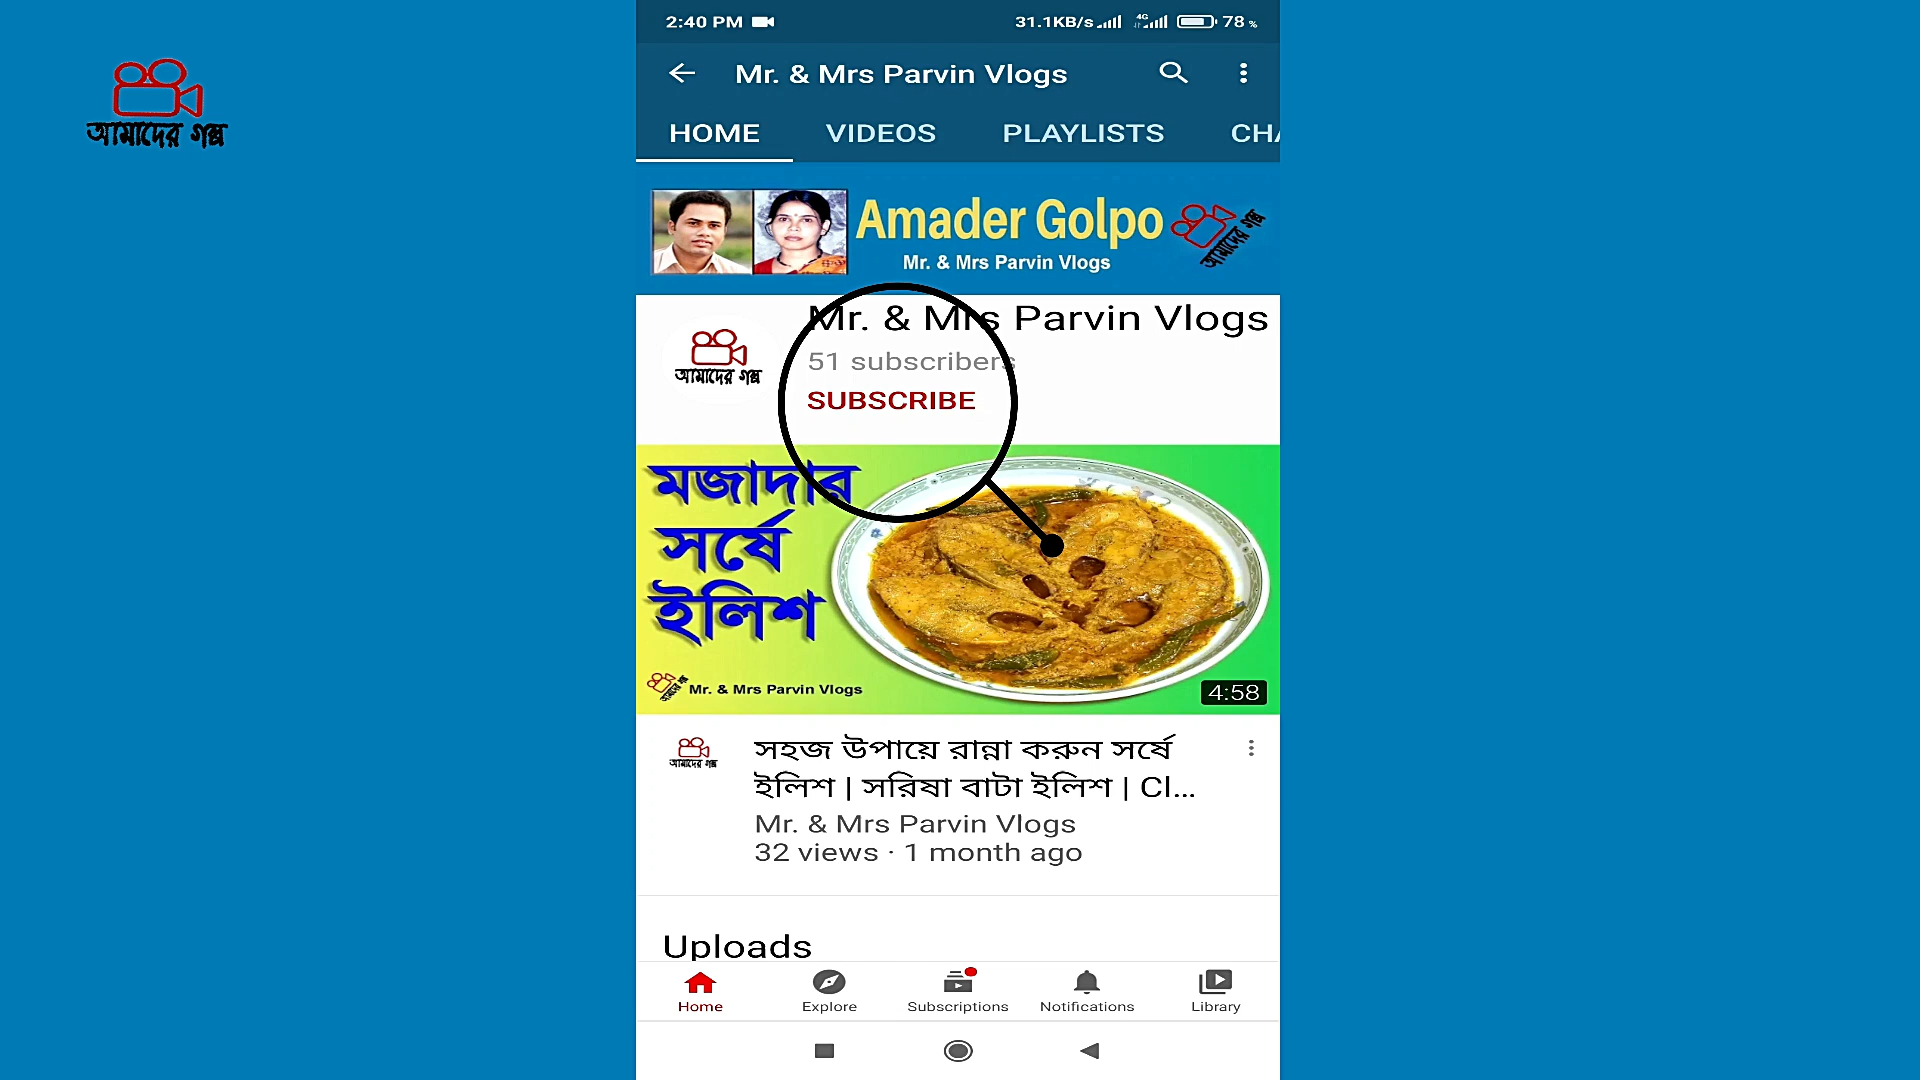 আমাদের গল্প
2:40 PM 31.1KB/s 4G 78 %
Mr. & Mrs Parvin Vlogs
HOME VIDEOS PLAYLISTS CHA
Amader Golpo
Mr. & Mrs Parvin Vlogs
আমাদের গল্প
Mr. & Mrs Parvin Vlogs
51 subscribers
SUBSCRIBE
আমাদের গল্প
মজাদার
সর্ষে
ইলিশ
আমাদের গল্প
Mr. & Mrs Parvin Vlogs
4:58
সহজ উপায়ে রান্না করুন সর্ষে
ইলিশ | সরিষা বাটা ইলিশ | Cl...
আমাদের গল্প
Mr. & Mrs Parvin Vlogs
32 views · 1 month ago
Uploads
Home Explore Subscriptions Notifications Library